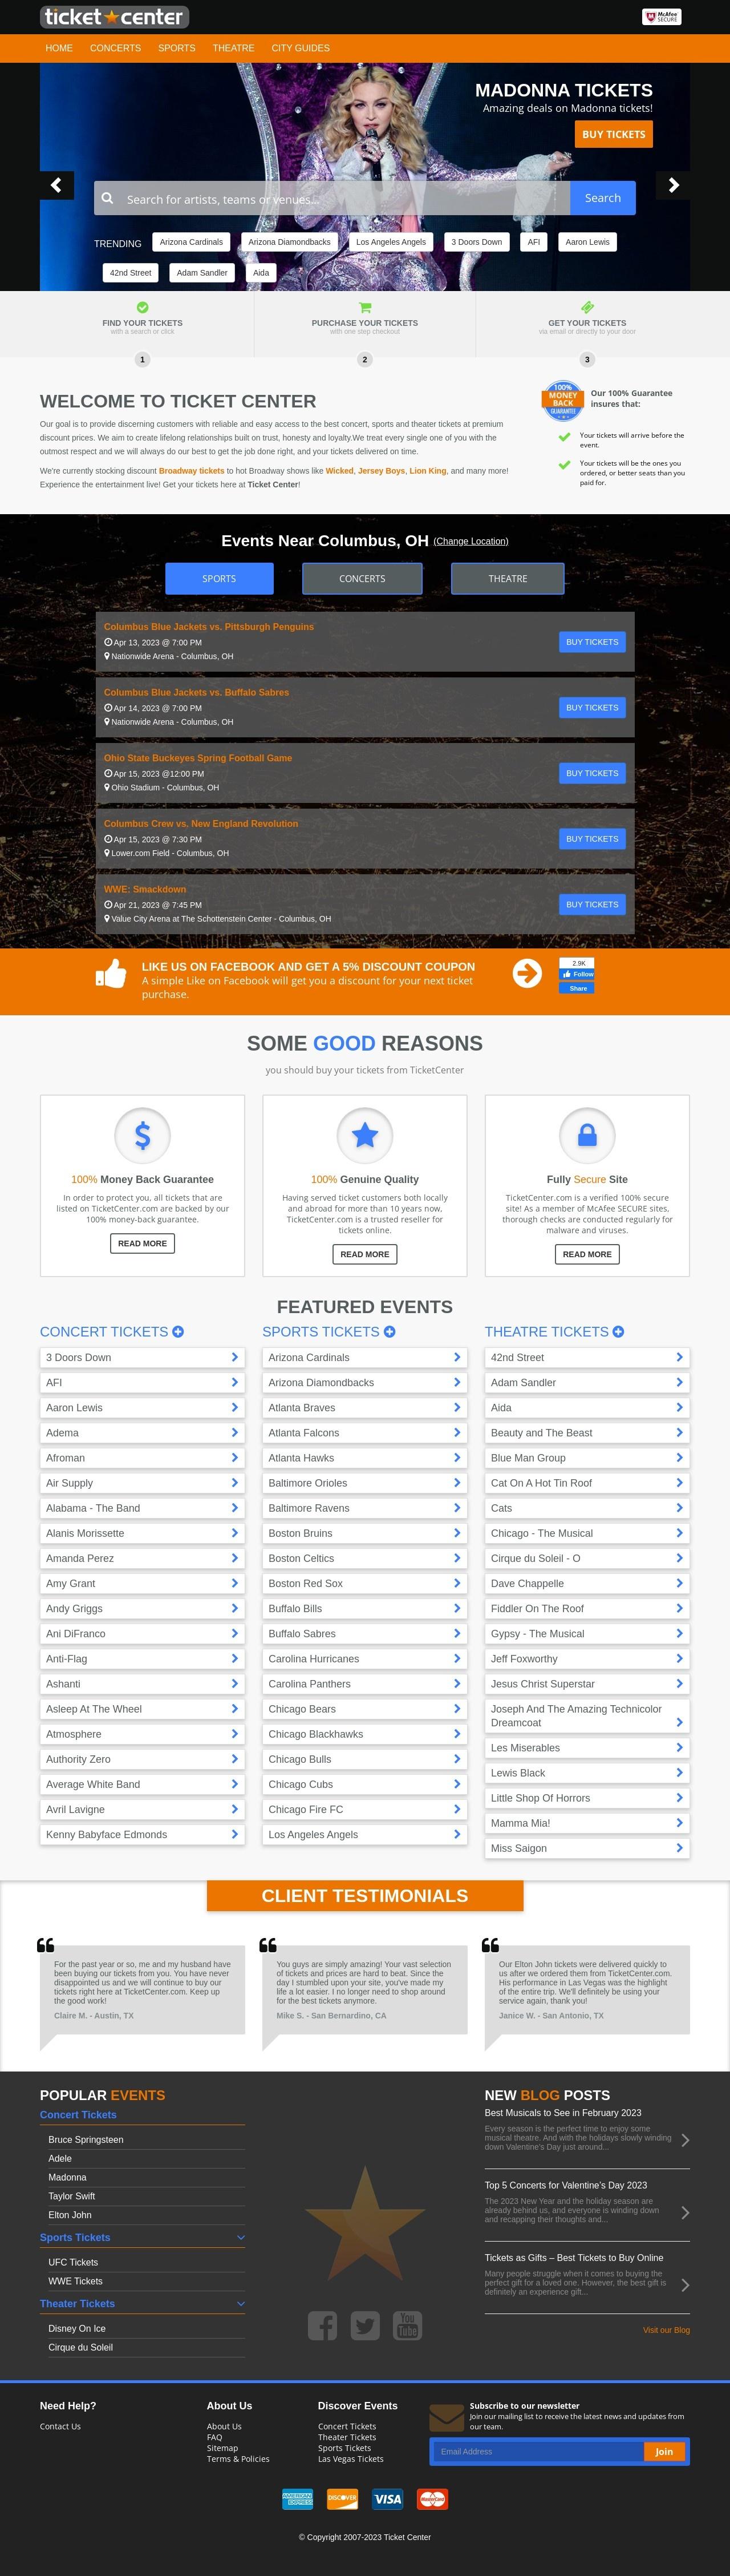 ticket center
McAfee
SECURE
HOME CONCERTS SPORTS THEATRE CITY GUIDES
MADONNA TICKETS
Amazing deals on Madonna tickets!
BUY TICKETS
Search for artists, teams or venues...
Search
TRENDING Arizona Cardinals Arizona Diamondbacks Los Angeles Angels 3 Doors Down AFI Aaron Lewis
42nd Street Adam Sandler Aida
FIND YOUR TICKETS
with a search or click
1
PURCHASE YOUR TICKETS
with one step checkout
2
GET YOUR TICKETS
via email or directly to your door
3
WELCOME TO TICKET CENTER
Our goal is to provide discerning customers with reliable and easy access to the best concert, sports and theater tickets at premium
discount prices. We aim to create lifelong relationships built on trust, honesty and loyalty.We treat every single one of you with the
outmost respect and we will always do our best to get the job done right, and your tickets delivered on time.
We're currently stocking discount Broadway tickets to hot Broadway shows like Wicked, Jersey Boys, Lion King, and many more!
Experience the entertainment live! Get your tickets here at Ticket Center!
100%
MONEY
BACK
GUARANTEE
Our 100% Guarantee
insures that:
Your tickets will arrive before the
event.
Your tickets will be the ones you
ordered, or better seats than you
paid for.
Events Near Columbus, OH (Change Location)
SPORTS CONCERTS THEATRE
Columbus Blue Jackets vs. Pittsburgh Penguins
Apr 13, 2023 @ 7:00 PM
Nationwide Arena - Columbus, OH
BUY TICKETS
Columbus Blue Jackets vs. Buffalo Sabres
Apr 14, 2023 @ 7:00 PM
Nationwide Arena - Columbus, OH
BUY TICKETS
Ohio State Buckeyes Spring Football Game
Apr 15, 2023 @12:00 PM
Ohio Stadium - Columbus, OH
BUY TICKETS
Columbus Crew vs. New England Revolution
Apr 15, 2023 @ 7:30 PM
Lower.com Field - Columbus, OH
BUY TICKETS
WWE: Smackdown
Apr 21, 2023 @ 7:45 PM
Value City Arena at The Schottenstein Center - Columbus, OH
BUY TICKETS
LIKE US ON FACEBOOK AND GET A 5% DISCOUNT COUPON
A simple Like on Facebook will get you a discount for your next ticket
purchase.
2.9K
Follow
Share
SOME GOOD REASONS
you should buy your tickets from TicketCenter
100% Money Back Guarantee
In order to protect you, all tickets that are
listed on TicketCenter.com are backed by our
100% money-back guarantee.
READ MORE
100% Genuine Quality
Having served ticket customers both locally
and abroad for more than 10 years now,
TicketCenter.com is a trusted reseller for
tickets online.
READ MORE
Fully Secure Site
TicketCenter.com is a verified 100% secure
site! As a member of McAfee SECURE sites,
thorough checks are conducted regularly for
malware and viruses.
READ MORE
FEATURED EVENTS
CONCERT TICKETS
3 Doors Down
AFI
Aaron Lewis
Adema
Afroman
Air Supply
Alabama - The Band
Alanis Morissette
Amanda Perez
Amy Grant
Andy Griggs
Ani DiFranco
Anti-Flag
Ashanti
Asleep At The Wheel
Atmosphere
Authority Zero
Average White Band
Avril Lavigne
Kenny Babyface Edmonds
SPORTS TICKETS
Arizona Cardinals
Arizona Diamondbacks
Atlanta Braves
Atlanta Falcons
Atlanta Hawks
Baltimore Orioles
Baltimore Ravens
Boston Bruins
Boston Celtics
Boston Red Sox
Buffalo Bills
Buffalo Sabres
Carolina Hurricanes
Carolina Panthers
Chicago Bears
Chicago Blackhawks
Chicago Bulls
Chicago Cubs
Chicago Fire FC
Los Angeles Angels
THEATRE TICKETS
42nd Street
Adam Sandler
Aida
Beauty and The Beast
Blue Man Group
Cat On A Hot Tin Roof
Cats
Chicago - The Musical
Cirque du Soleil - O
Dave Chappelle
Fiddler On The Roof
Gypsy - The Musical
Jeff Foxworthy
Jesus Christ Superstar
Joseph And The Amazing Technicolor
Dreamcoat
Les Miserables
Lewis Black
Little Shop Of Horrors
Mamma Mia!
Miss Saigon
CLIENT TESTIMONIALS
For the past year or so, me and my husband have
been buying our tickets from you. You have never
disappointed us and we will continue to buy our
tickets right here at TicketCenter.com. Keep up
the good work!
Claire M. - Austin, TX
You guys are simply amazing! Your vast selection
of tickets and prices are hard to beat. Since the
day I stumbled upon your site, you've made my
life a lot easier. I no longer need to shop around
for the best tickets anymore.
Mike S. - San Bernardino, CA
Our Elton John tickets were delivered quickly to
us after we ordered them from TicketCenter.com.
His performance in Las Vegas was the highlight
of the entire trip. We'll definitely be using your
service again, thank you!
Janice W. - San Antonio, TX
POPULAR EVENTS
Concert Tickets
Bruce Springsteen
Adele
Madonna
Taylor Swift
Elton John
Sports Tickets
UFC Tickets
WWE Tickets
Theater Tickets
Disney On Ice
Cirque du Soleil
You
Tube
NEW BLOG POSTS
Best Musicals to See in February 2023
Every season is the perfect time to enjoy some
musical theatre. And with the holidays slowly winding
down Valentine's Day just around...
Top 5 Concerts for Valentine's Day 2023
The 2023 New Year and the holiday season are
already behind us, and everyone is winding down
and recapping their thoughts and...
Tickets as Gifts – Best Tickets to Buy Online
Many people struggle when it comes to buying the
perfect gift for a loved one. However, the best gift is
definitely an experience gift...
Visit our Blog
Need Help?
Contact Us
About Us
About Us
FAQ
Sitemap
Terms & Policies
Discover Events
Concert Tickets
Theater Tickets
Sports Tickets
Las Vegas Tickets
Subscribe to our newsletter
Join our mailing list to receive the latest news and updates from
our team.
Email Address
Join
AMERICAN EXPRESS DISCOVER VISA MasterCard
© Copyright 2007-2023 Ticket Center